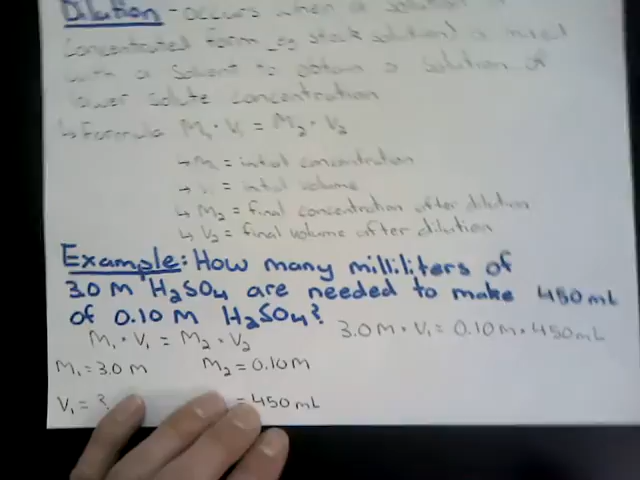 Dilution - occurs when a solution in
concentrated form (stock solution) is mixed
with a solvent to obtain a solution of
lower solute concentration
↳ Formula M₁ · V₁ = M₂ · V₂
→ M₁ = initial concentration
→ V₁ = initial volume
↳ M₂ = final concentration after dilution
↳ V₂ = final volume after dilution
Example: How many milliliters of
3.0 M H₂SO₄ are needed to make 450 mL
of 0.10 M H₂SO₄?
M₁ · V₁ = M₂ · V₂
3.0 M · V₁ = 0.10 M · 450 mL
M₁ = 3.0 M
M₂ = 0.10 M
V₁ = ?
= 450 mL